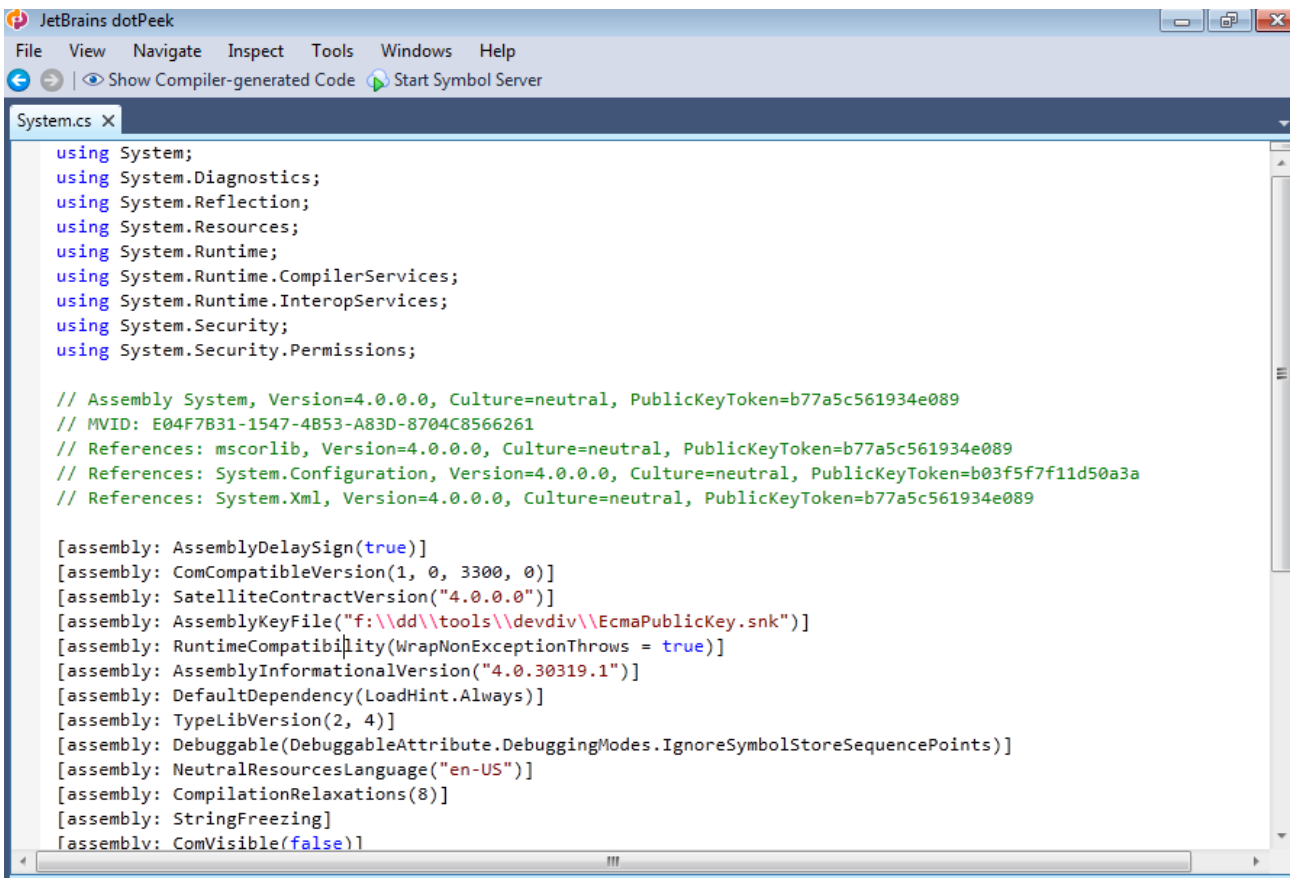 JetBrains dotPeek
File View Navigate Inspect Tools Windows Help
Show Compiler-generated Code Start Symbol Server
System.cs
using System;
using System.Diagnostics;
using System.Reflection;
using System.Resources;
using System.Runtime;
using System.Runtime.CompilerServices;
using System.Runtime.InteropServices;
using System.Security;
using System.Security.Permissions;
// Assembly System, Version=4.0.0.0, Culture=neutral, PublicKeyToken=b77a5c561934e089
// MVID: E04F7B31-1547-4B53-A83D-8704C8566261
// References: mscorlib, Version=4.0.0.0, Culture=neutral, PublicKeyToken=b77a5c561934e089
// References: System.Configuration, Version=4.0.0.0, Culture=neutral, PublicKeyToken=b03f5f7f11d50a3a
// References: System.Xml, Version=4.0.0.0, Culture=neutral, PublicKeyToken=b77a5c561934e089
[assembly: AssemblyDelaySign(true)]
[assembly: ComCompatibleVersion(1, 0, 3300, 0)]
[assembly: SatelliteContractVersion("4.0.0.0")]
[assembly: AssemblyKeyFile("f:\\dd\\tools\\devdiv\\EcmaPublicKey.snk")]
[assembly: RuntimeCompatibility(WrapNonExceptionThrows = true)]
[assembly: AssemblyInformationalVersion("4.0.30319.1")]
[assembly: DefaultDependency(LoadHint.Always)]
[assembly: TypeLibVersion(2, 4)]
[assembly: Debuggable(DebuggableAttribute.DebuggingModes.IgnoreSymbolStoreSequencePoints)]
[assembly: NeutralResourcesLanguage("en-US")]
[assembly: CompilationRelaxations(8)]
[assembly: StringFreezing]
[assembly: ComVisible(false)]